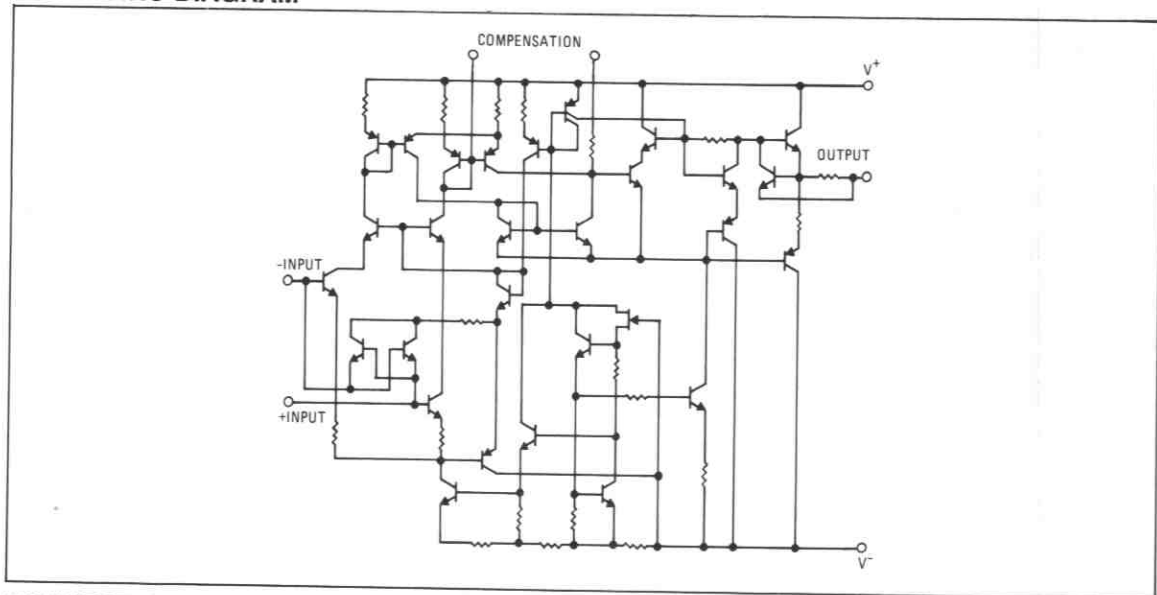 COMPENSATION
V+
OUTPUT
-INPUT
+INPUT
V-